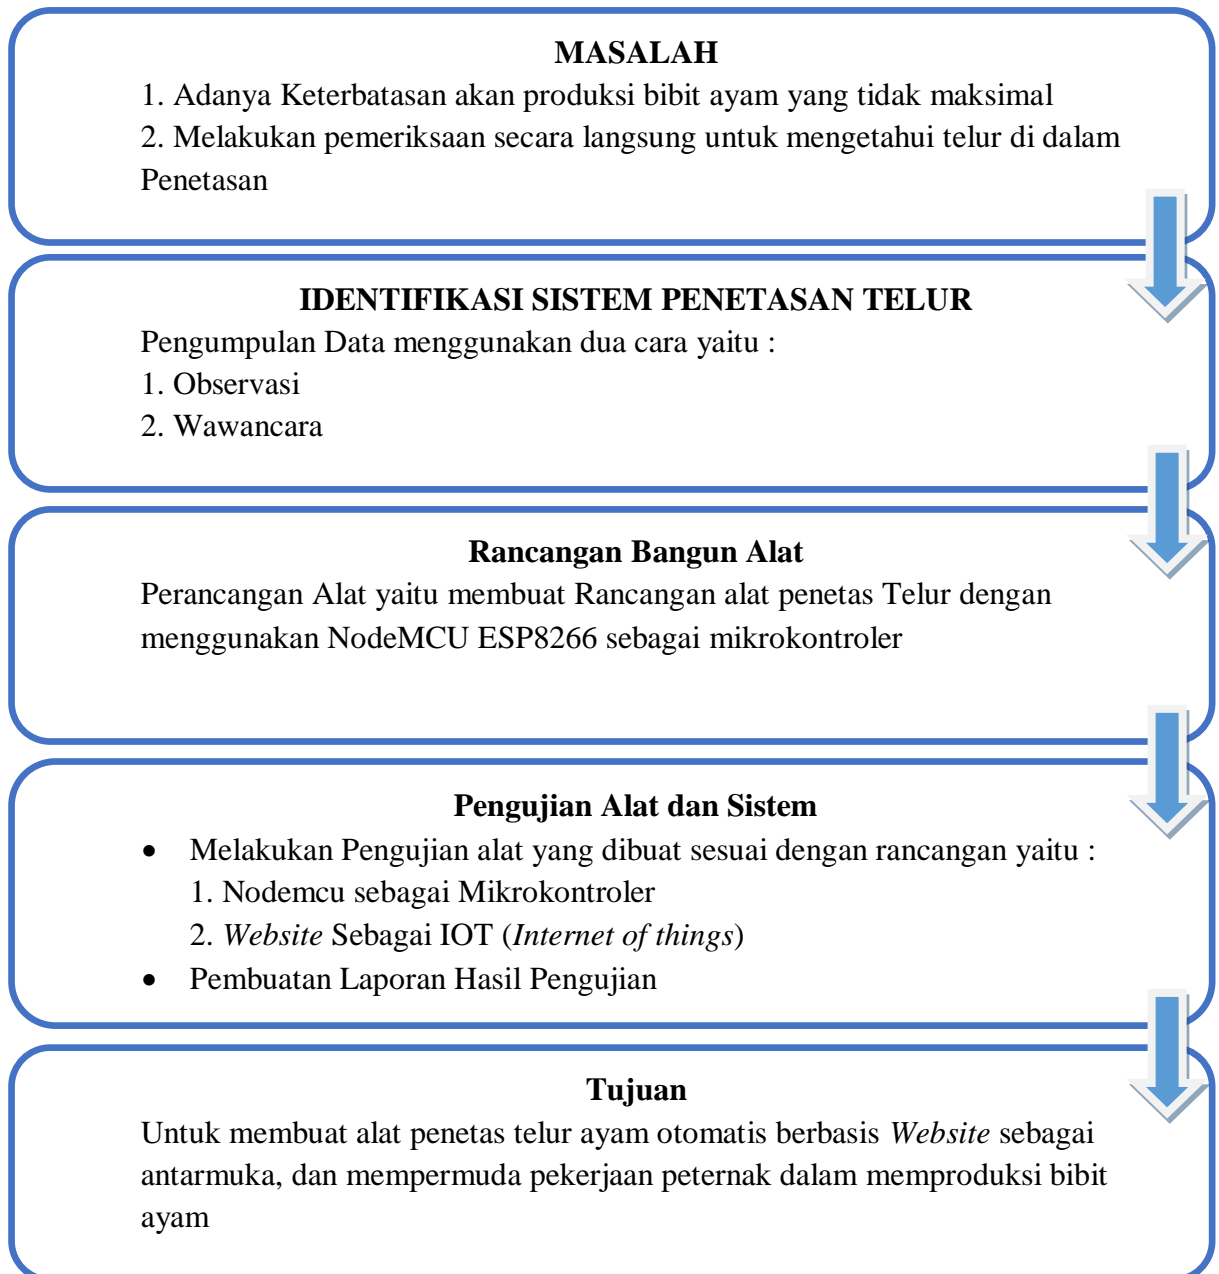 MASALAH
1. Adanya Keterbatasan akan produksi bibit ayam yang tidak maksimal
2. Melakukan pemeriksaan secara langsung untuk mengetahui telur di dalam
Penetasan
IDENTIFIKASI SISTEM PENETASAN TELUR
Pengumpulan Data menggunakan dua cara yaitu :
1. Observasi
2. Wawancara
Rancangan Bangun Alat
Perancangan Alat yaitu membuat Rancangan alat penetas Telur dengan
menggunakan NodeMCU ESP8266 sebagai mikrokontroler
Pengujian Alat dan Sistem
• Melakukan Pengujian alat yang dibuat sesuai dengan rancangan yaitu :
1. Nodemcu sebagai Mikrokontroler
2. Website Sebagai IOT (Internet of things)
• Pembuatan Laporan Hasil Pengujian
Tujuan
Untuk membuat alat penetas telur ayam otomatis berbasis Website sebagai
antarmuka, dan mempermuda pekerjaan peternak dalam memproduksi bibit
ayam